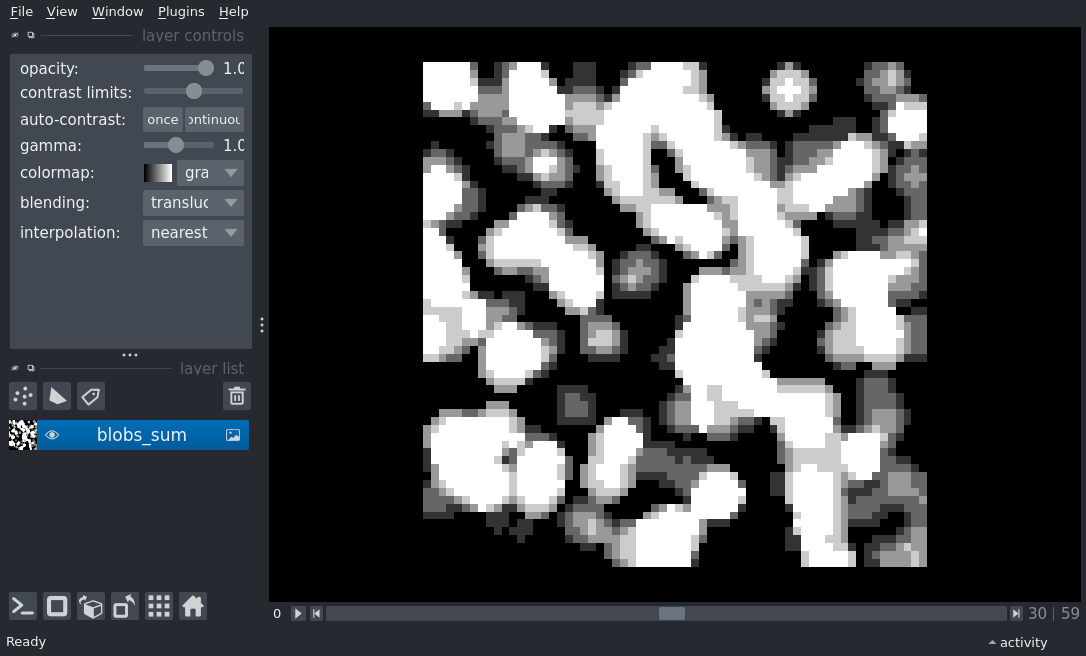 File View Window Plugins Help
layer controls
opacity: 1.0
contrast limits:
auto-contrast: once ontinuou
gamma: 1.0
colormap: gra
blending: transluc
interpolation: nearest
layer list
blobs_sum
0 30 | 59
Ready activity